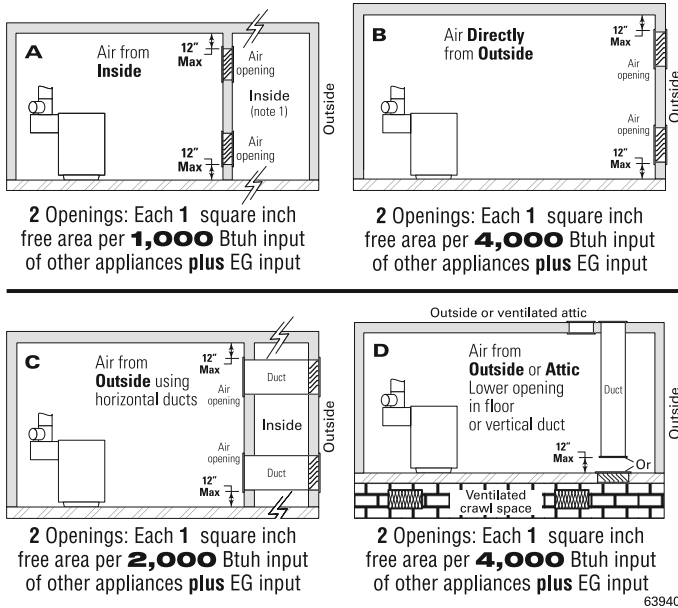 A
Air from
Inside
12"
Max
Air
opening
Inside
(note 1)
Outside
Air
opening
12"
Max
2 Openings: Each 1 square inch
free area per 1,000 Btuh input
of other appliances plus EG input
B
Air Directly
from Outside
12"
Max
Air
opening
Outside
Air
opening
12"
Max
2 Openings: Each 1 square inch
free area per 4,000 Btuh input
of other appliances plus EG input
C
Air from
Outside using
horizontal ducts
12"
Max
Air
opening
Duct
Inside
Outside
Air
opening
Duct
12"
Max
2 Openings: Each 1 square inch
free area per 2,000 Btuh input
of other appliances plus EG input
Outside or ventilated attic
D
Air from
Outside or Attic
Lower opening
in floor
or vertical duct
Duct
Outside
12"
Max
Or
Ventilated
crawl space
2 Openings: Each 1 square inch
free area per 4,000 Btuh input
of other appliances plus EG input
63940